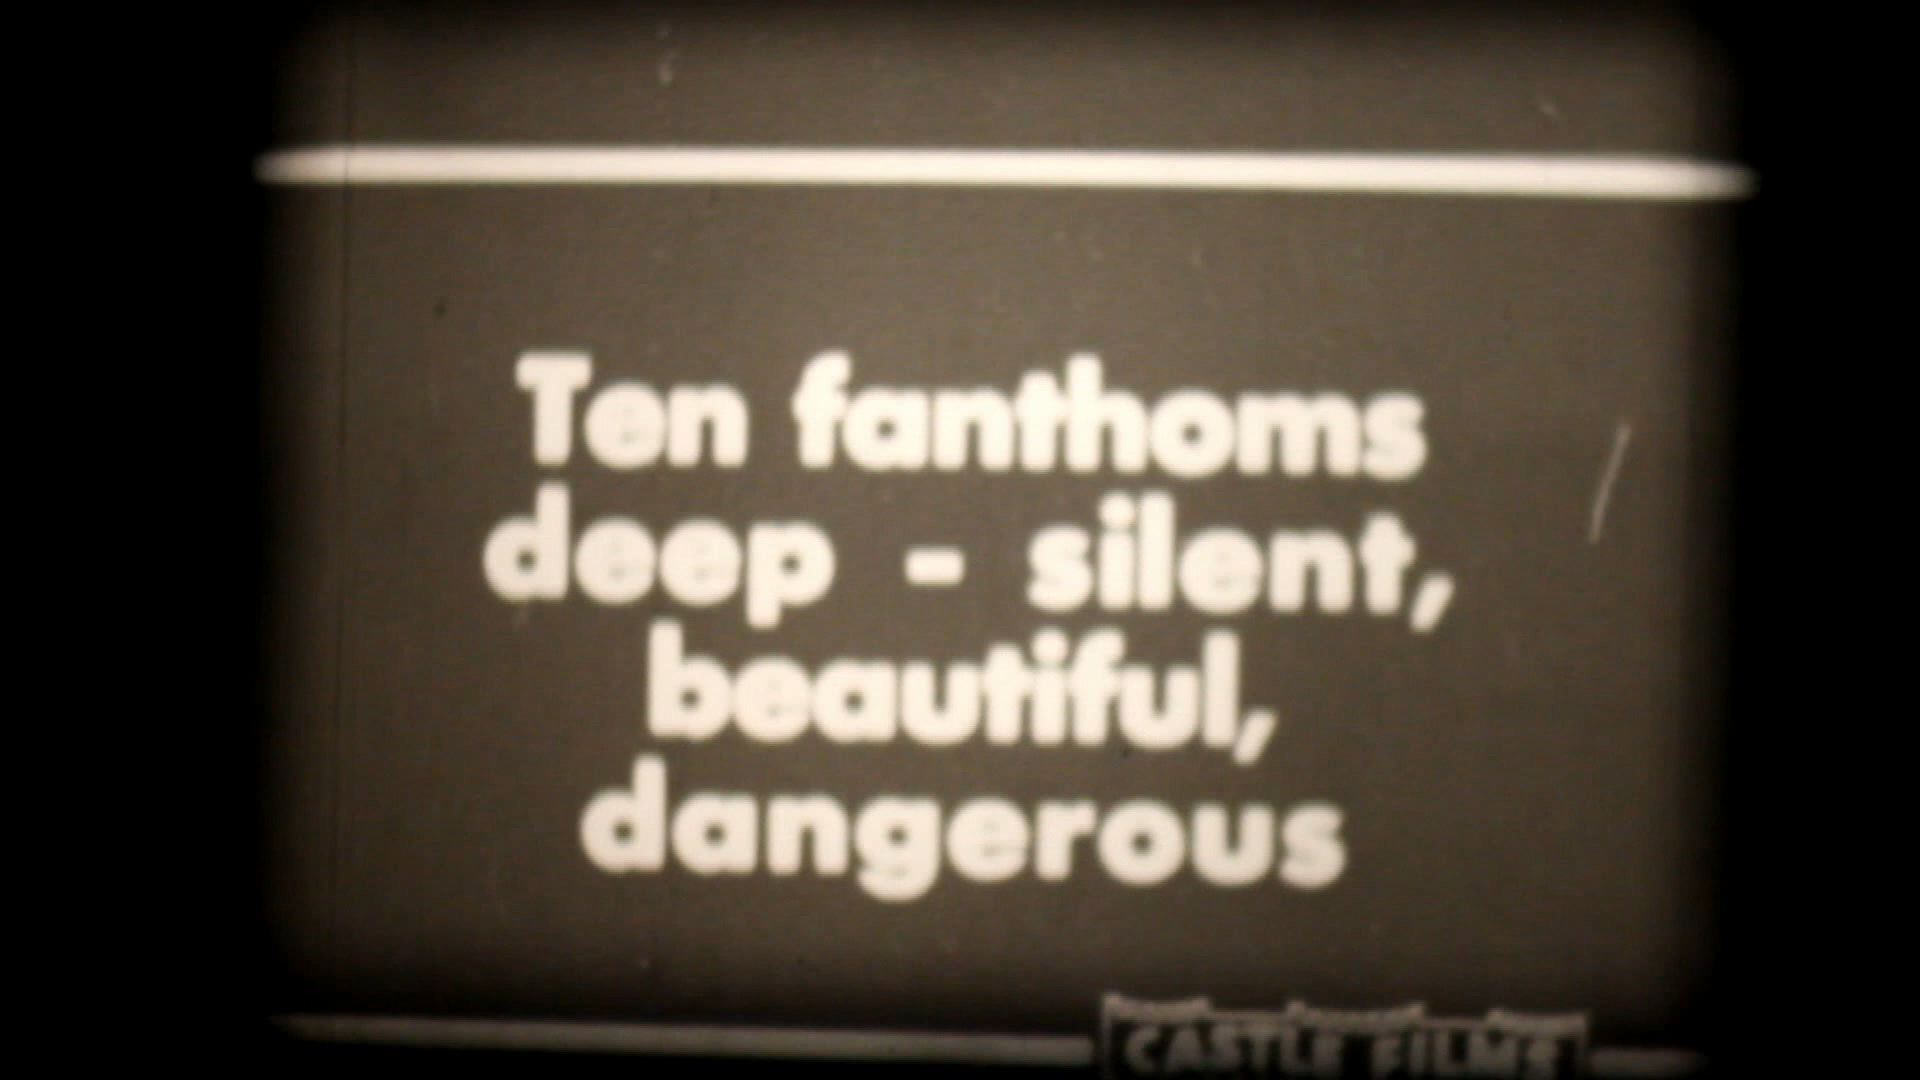 Ten fanthoms
deep - silent,
beautiful,
dangerous
CASTLE FILMS